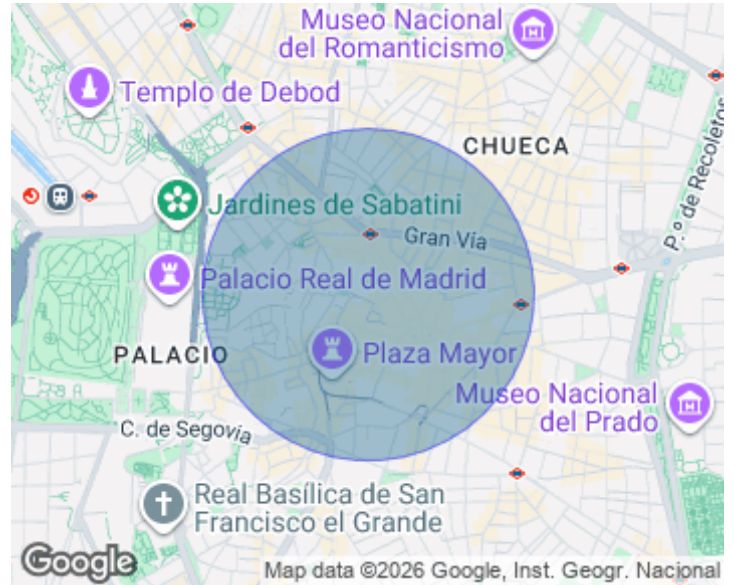 Museo Nacional
del Romanticismo
Templo de Debod
CHUECA
P.º de Recoletos
Jardines de Sabatini
Gran Vía
Palacio Real de Madrid
PALACIO
Plaza Mayor
Museo Nacional
del Prado
C. de Segovia
Real Basílica de San
Francisco el Grande
Google
Map data ©2026 Google, Inst. Geogr. Nacional